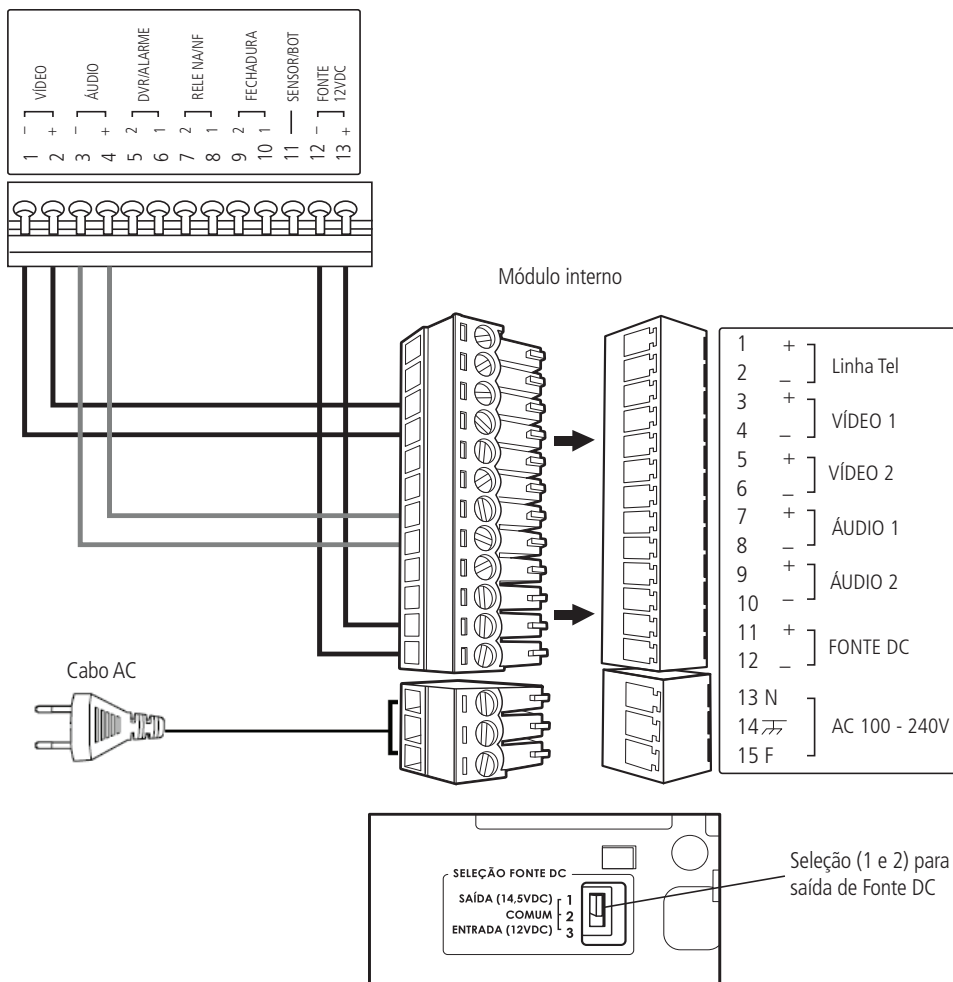 VÍDEO
ÁUDIO
DVR/ALARME
RELE NA/NF
FECHADURA
SENSOR/BOT
FONTE
12VDC
– + – + 2 1 2 1 2 1 — – +
1 2 3 4 5 6 7 8 9 10 11 12 13
Módulo interno
1 +
2 – Linha Tel
3 +
4 – VÍDEO 1
5 +
6 – VÍDEO 2
7 +
8 – ÁUDIO 1
9 +
10 – ÁUDIO 2
11 +
12 – FONTE DC
13 N
14 AC 100 - 240V
15 F
Cabo AC
SELEÇÃO FONTE DC
SAÍDA (14,5VDC) 1
COMUM 2
ENTRADA (12VDC) 3
Seleção (1 e 2) para
saída de Fonte DC